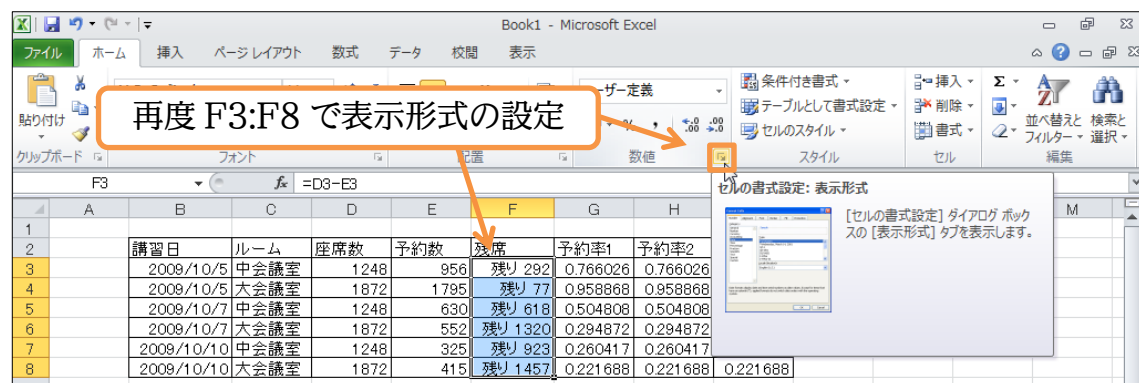 Book1 - Microsoft Excel
ファイル ホーム 挿入 ページ レイアウト 数式 データ 校閲 表示
再度 F3:F8 で表示形式の設定
ーザー定義
貼り付け
条件付き書式
テーブルとして書式設定
セルのスタイル
挿入
削除
書式
Σ
並べ替えと
フィルター
検索と
選択
クリップボード フォント 配置 数値 スタイル セル 編集
F3 fx =D3-E3
セルの書式設定: 表示形式
[セルの書式設定] ダイアログ ボック
スの [表示形式] タブを表示します。
A B C D E F G H M
1
2 講習日 ルーム 座席数 予約数 残席 予約率1 予約率2
3 2009/10/5 中会議室 1248 956 残り 292 0.766026 0.766026
4 2009/10/5 大会議室 1872 1795 残り 77 0.958868 0.958868
5 2009/10/7 中会議室 1248 630 残り 618 0.504808 0.504808
6 2009/10/7 大会議室 1872 552 残り 1320 0.294872 0.294872
7 2009/10/10 中会議室 1248 325 残り 923 0.260417 0.260417
8 2009/10/10 大会議室 1872 415 残り 1457 0.221688 0.221688 0.221688